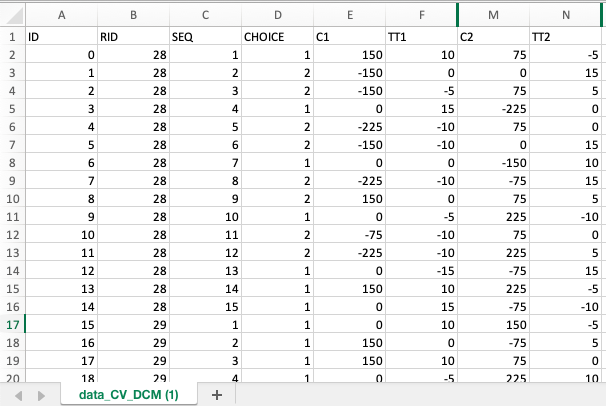 A B C D E F M N
1 ID RID SEQ CHOICE C1 TT1 C2 TT2
2 0 28 1 1 150 10 75 -5
3 1 28 2 2 -150 0 0 15
4 2 28 3 2 -150 -5 75 5
5 3 28 4 1 0 15 -225 0
6 4 28 5 2 -225 -10 75 0
7 5 28 6 2 -150 -10 0 15
8 6 28 7 1 0 0 -150 10
9 7 28 8 2 -225 -10 -75 15
10 8 28 9 2 150 0 75 5
11 9 28 10 1 0 -5 225 -10
12 10 28 11 2 -75 -10 75 0
13 11 28 12 2 -225 -10 225 5
14 12 28 13 1 0 -15 -75 15
15 13 28 14 1 150 10 225 -5
16 14 28 15 1 0 15 -75 -10
17 15 29 1 1 0 10 150 -5
18 16 29 2 1 150 0 -75 5
19 17 29 3 1 150 10 75 0
20 18 29 4 1 0 -5 225 10
data_CV_DCM (1) +